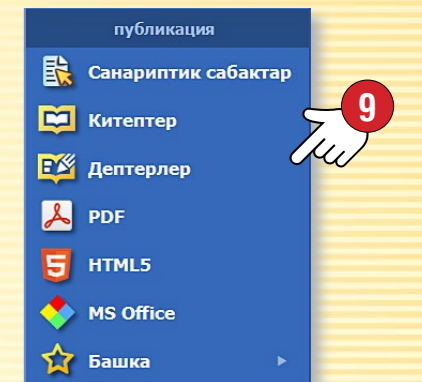 публикация
Санариптик сабактар
Китептер
9
Дептерлер
PDF
HTML5
MS Office
Башка